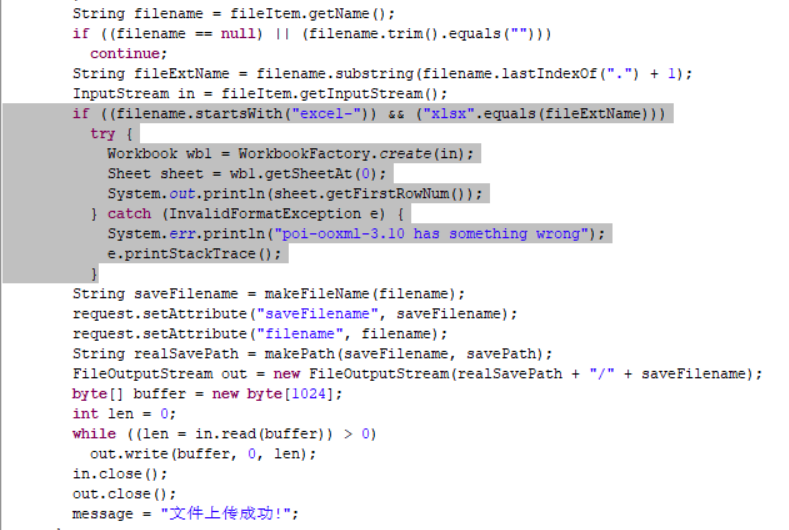 String filename = fileItem.getName();
if ((filename == null) || (filename.trim().equals("")))
continue;
String fileExtName = filename.substring(filename.lastIndexOf(".") + 1);
InputStream in = fileItem.getInputStream();
if ((filename.startsWith("excel-")) && ("xlsx".equals(fileExtName)))
try {
Workbook wb1 = WorkbookFactory.create(in);
Sheet sheet = wb1.getSheetAt(0);
System.out.println(sheet.getFirstRowNum());
} catch (InvalidFormatException e) {
System.err.println("poi-ooxml-3.10 has something wrong");
e.printStackTrace();
}
String saveFilename = makeFileName(filename);
request.setAttribute("saveFilename", saveFilename);
request.setAttribute("filename", filename);
String realSavePath = makePath(saveFilename, savePath);
FileOutputStream out = new FileOutputStream(realSavePath + "/" + saveFilename);
byte[] buffer = new byte[1024];
int len = 0;
while ((len = in.read(buffer)) > 0)
out.write(buffer, 0, len);
in.close();
out.close();
message = "文件上传成功!";